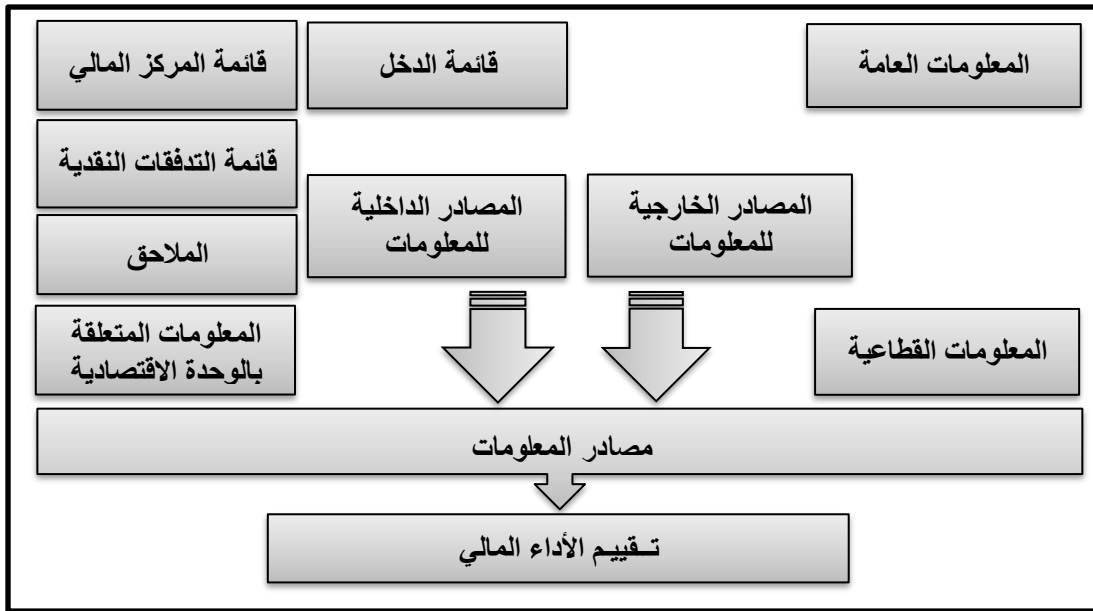 المعلومات العامة
قائمة الدخل
قائمة المركز المالي
قائمة التدفقات النقدية
المصادر الخارجية
للمعلومات
المصادر الداخلية
للمعلومات
الملاحق
المعلومات القطاعية
المعلومات المتعلقة
بالوحدة الاقتصادية
مصادر المعلومات
تــقييـم الأداء المالي